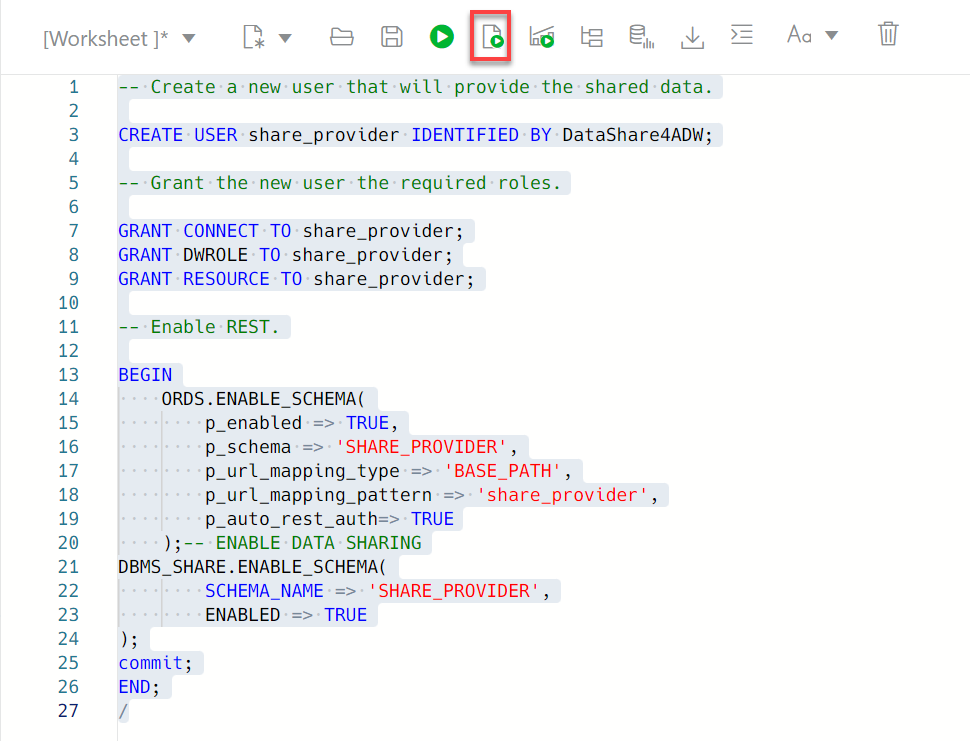 [Worksheet ]*
Aa
1 -- Create a new user that will provide the shared data.
2
3 CREATE USER share_provider IDENTIFIED BY DataShare4ADW;
4
5 -- Grant the new user the required roles.
6
7 GRANT CONNECT TO share_provider;
8 GRANT DWROLE TO share_provider;
9 GRANT RESOURCE TO share_provider;
10
11 -- Enable REST.
12
13 BEGIN
14     ORDS.ENABLE_SCHEMA(
15         p_enabled => TRUE,
16         p_schema => 'SHARE_PROVIDER',
17         p_url_mapping_type => 'BASE_PATH',
18         p_url_mapping_pattern => 'share_provider',
19         p_auto_rest_auth=> TRUE
20     );-- ENABLE DATA SHARING
21 DBMS_SHARE.ENABLE_SCHEMA(
22         SCHEMA_NAME => 'SHARE_PROVIDER',
23         ENABLED => TRUE
24 );
25 commit;
26 END;
27 /